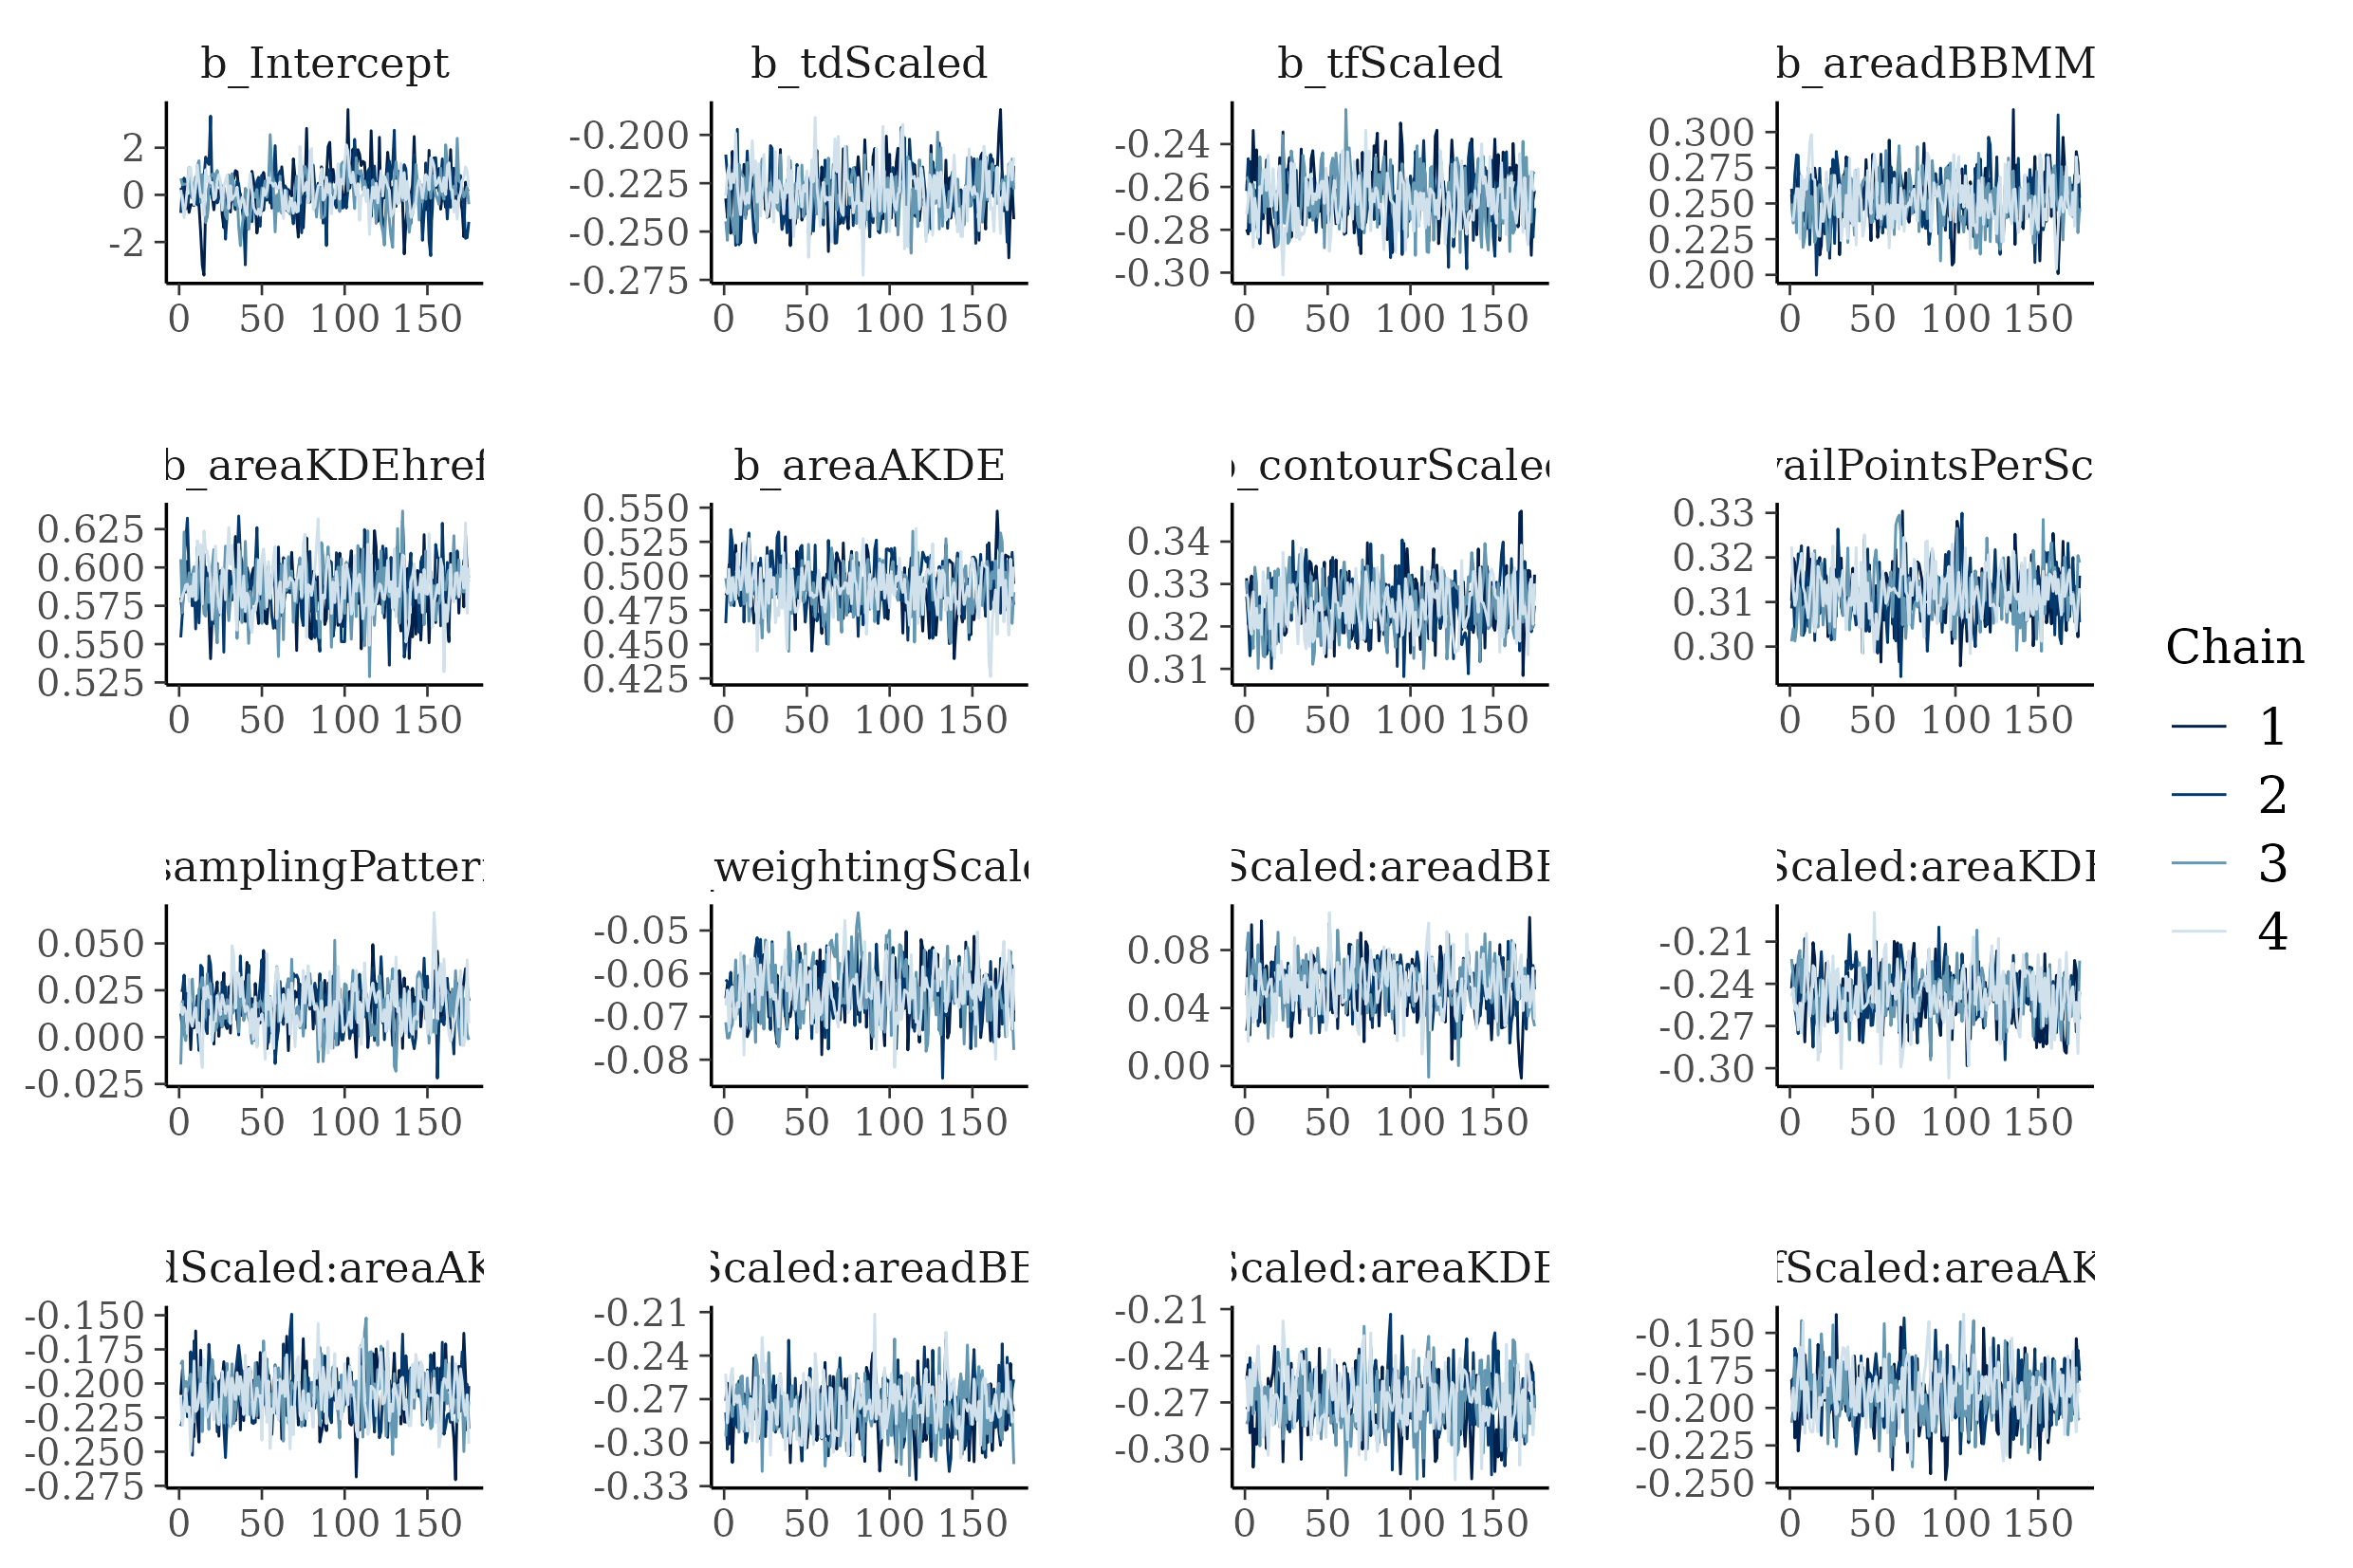 b_Intercept b_tdScaled b_tfScaled b_areadBBMM
2 0 -2
-0.200 -0.225 -0.250 -0.275
-0.24 -0.26 -0.28 -0.30
0.300 0.275 0.250 0.225 0.200
0 50 100 150 0 50 100 150 0 50 100 150 0 50 100 150
b_areaKDEhref b_areaAKDE b_contourScaled vailPointsPerSc
0.625 0.600 0.575 0.550 0.525
0.550 0.525 0.500 0.475 0.450 0.425
0.34 0.33 0.32 0.31
0.33 0.32 0.31 0.30
0 50 100 150 0 50 100 150 0 50 100 150 0 50 100 150
Chain
1
2
3
4
samplingPatter _weightingScale Scaled:areadBB Scaled:areaKDE
0.050 0.025 0.000 -0.025
-0.05 -0.06 -0.07 -0.08
0.08 0.04 0.00
-0.21 -0.24 -0.27 -0.30
0 50 100 150 0 50 100 150 0 50 100 150 0 50 100 150
dScaled:areaAK Scaled:areadBB Scaled:areaKDE fScaled:areaAK
-0.150 -0.175 -0.200 -0.225 -0.250 -0.275
-0.21 -0.24 -0.27 -0.30 -0.33
-0.21 -0.24 -0.27 -0.30
-0.150 -0.175 -0.200 -0.225 -0.250
0 50 100 150 0 50 100 150 0 50 100 150 0 50 100 150